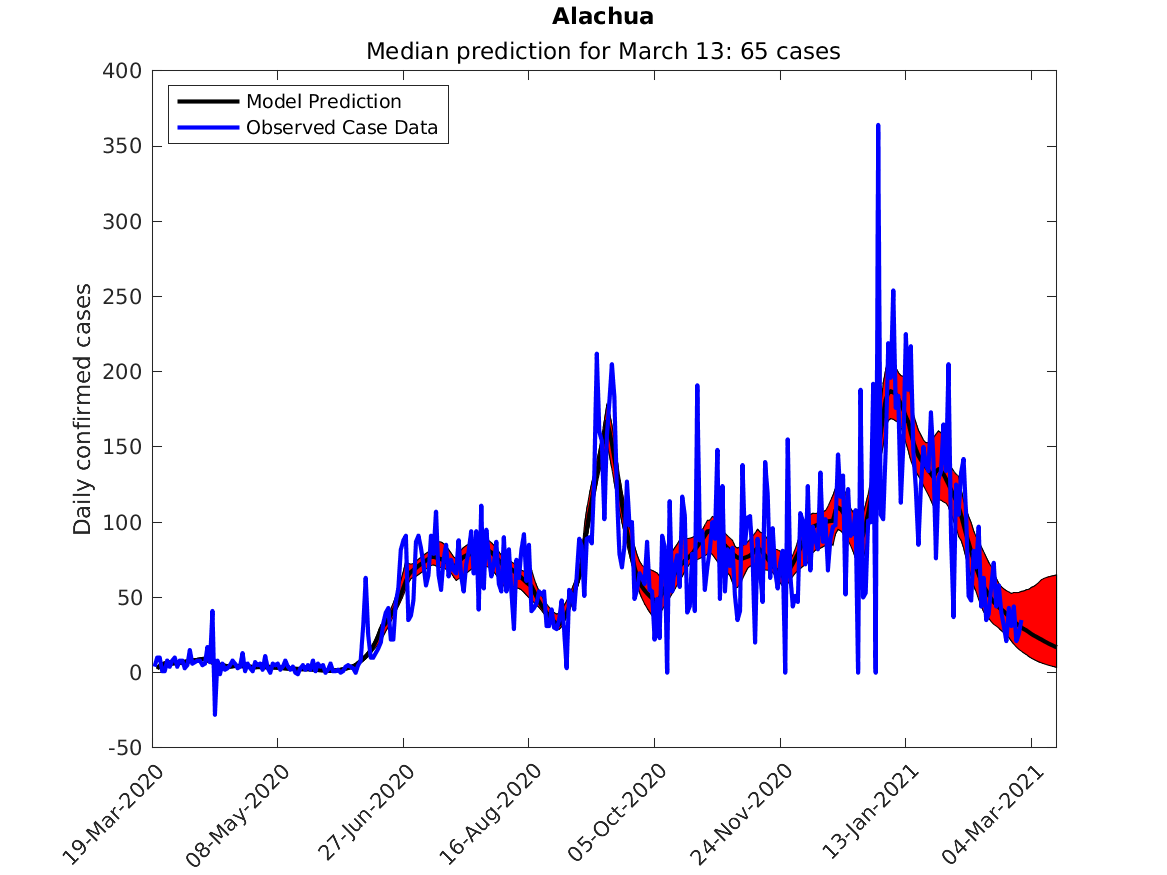 Alachua
Median prediction for March 13: 65 cases
Model Prediction
Observed Case Data
Daily confirmed cases
400
350
300
250
200
150
100
50
0
-50
19-Mar-2020
08-May-2020
27-Jun-2020
16-Aug-2020
05-Oct-2020
24-Nov-2020
13-Jan-2021
04-Mar-2021